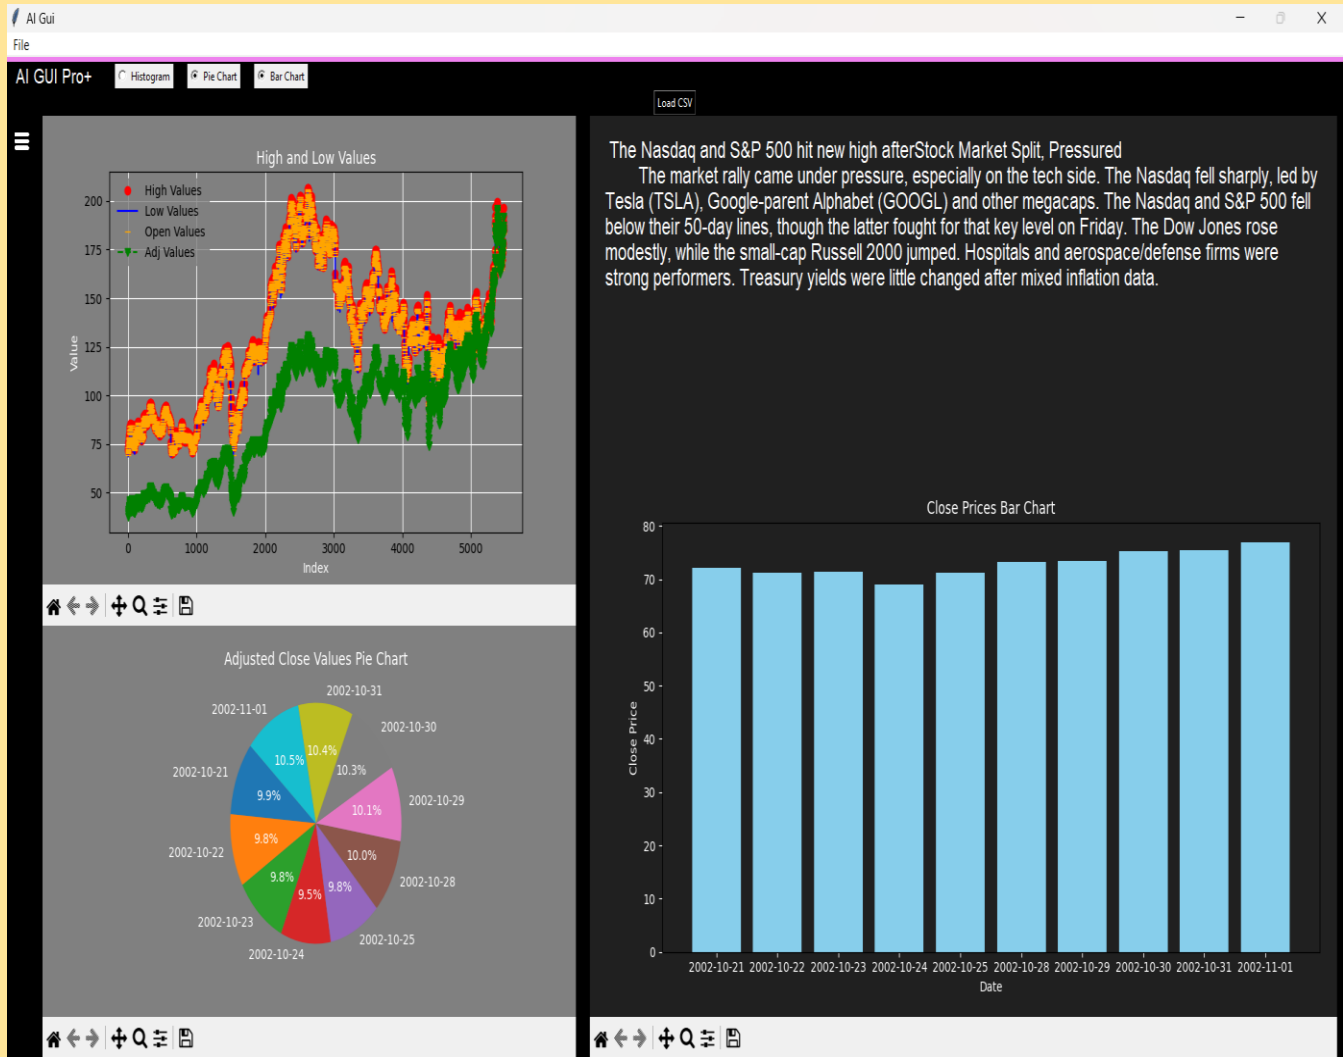 AI Gui
File
AI GUI Pro+
Histogram
Pie Chart
Bar Chart
Load CSV
High and Low Values
High Values
Low Values
Open Values
Adj Values
200
175
150
125
100
75
50
Value
0 1000 2000 3000 4000 5000
Index
The Nasdaq and S&P 500 hit new high afterStock Market Split, Pressured
The market rally came under pressure, especially on the tech side. The Nasdaq fell sharply, led by
Tesla (TSLA), Google-parent Alphabet (GOOGL) and other megacaps. The Nasdaq and S&P 500 fell
below their 50-day lines, though the latter fought for that key level on Friday. The Dow Jones rose
modestly, while the small-cap Russell 2000 jumped. Hospitals and aerospace/defense firms were
strong performers. Treasury yields were little changed after mixed inflation data.
Adjusted Close Values Pie Chart
2002-10-31
2002-11-01
2002-10-30
10.4%
10.5%
10.3%
2002-10-21
9.9%
10.1%
2002-10-29
9.8%
10.0%
2002-10-22
9.8%
9.5%
9.8%
2002-10-28
2002-10-23
2002-10-25
2002-10-24
Close Prices Bar Chart
80
70
60
50
40
30
20
10
0
Close Price
2002-10-21 2002-10-22 2002-10-23 2002-10-24 2002-10-25 2002-10-28 2002-10-29 2002-10-30 2002-10-31 2002-11-01
Date